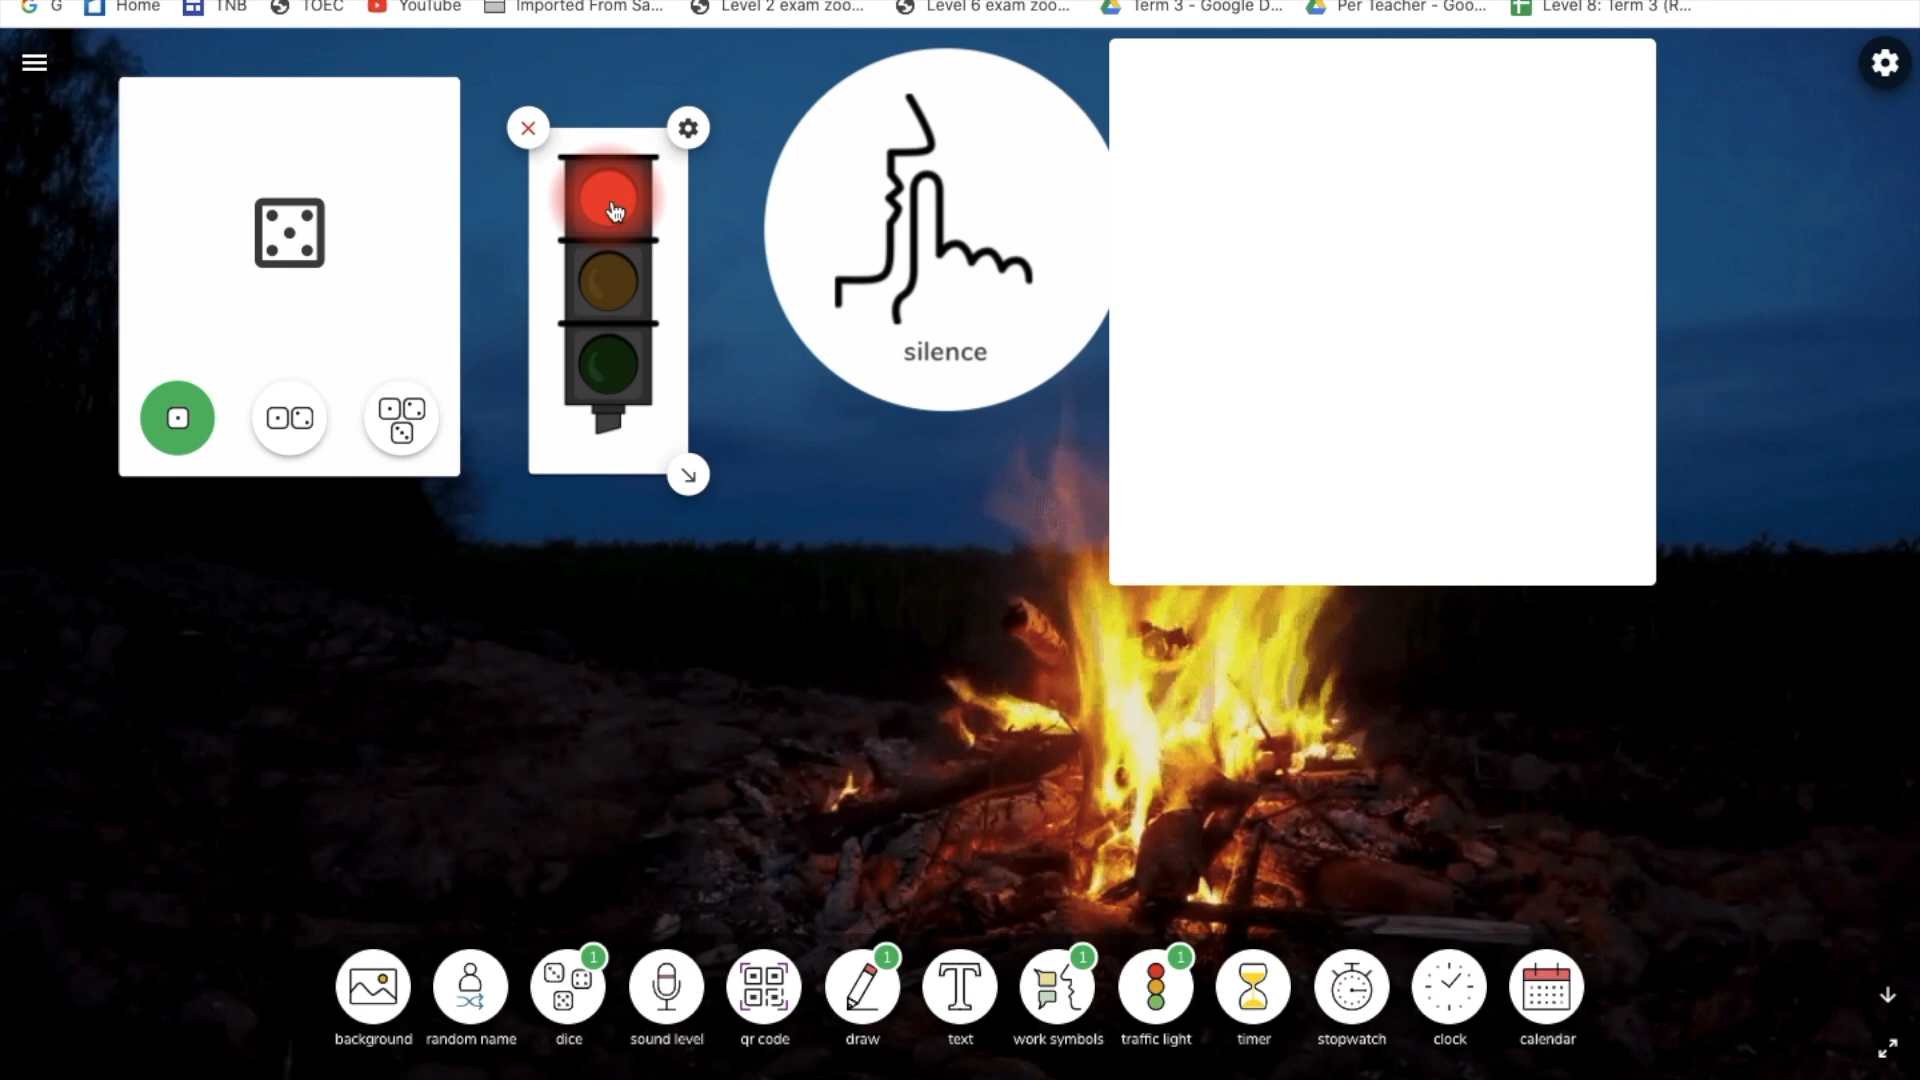 G Home TNB TOEC YouTube Imported From Sa... Level 2 exam zoo... Level 6 exam zoo... Term 3 - Google D... Per Teacher - Goo... Level 8: Term 3 (R...
silence
1 1 1 1
background random name dice sound level qr code draw text work symbols traffic light timer stopwatch clock calendar